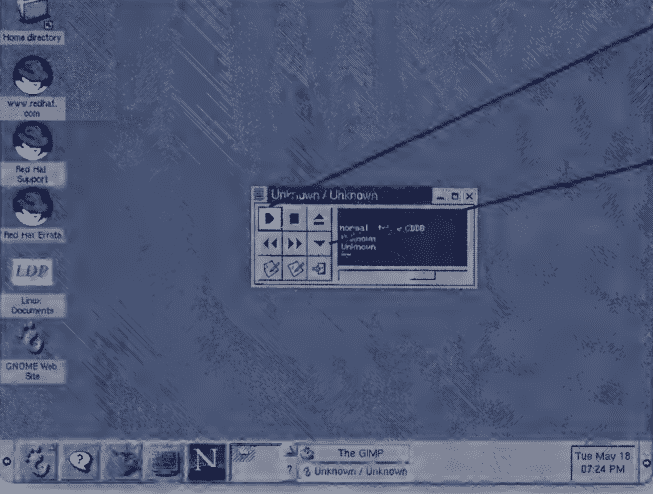 Home directory
www.redhat.
com
Red Hat
Support
Red Hat Errata
LDP
Linux
Documents
GNOME Web
Site
Unknown / Unknown
normal
CDDB
Unknown
N
?
The GIMP
Unknown / Unknown
Tue May 18
07:24 PM